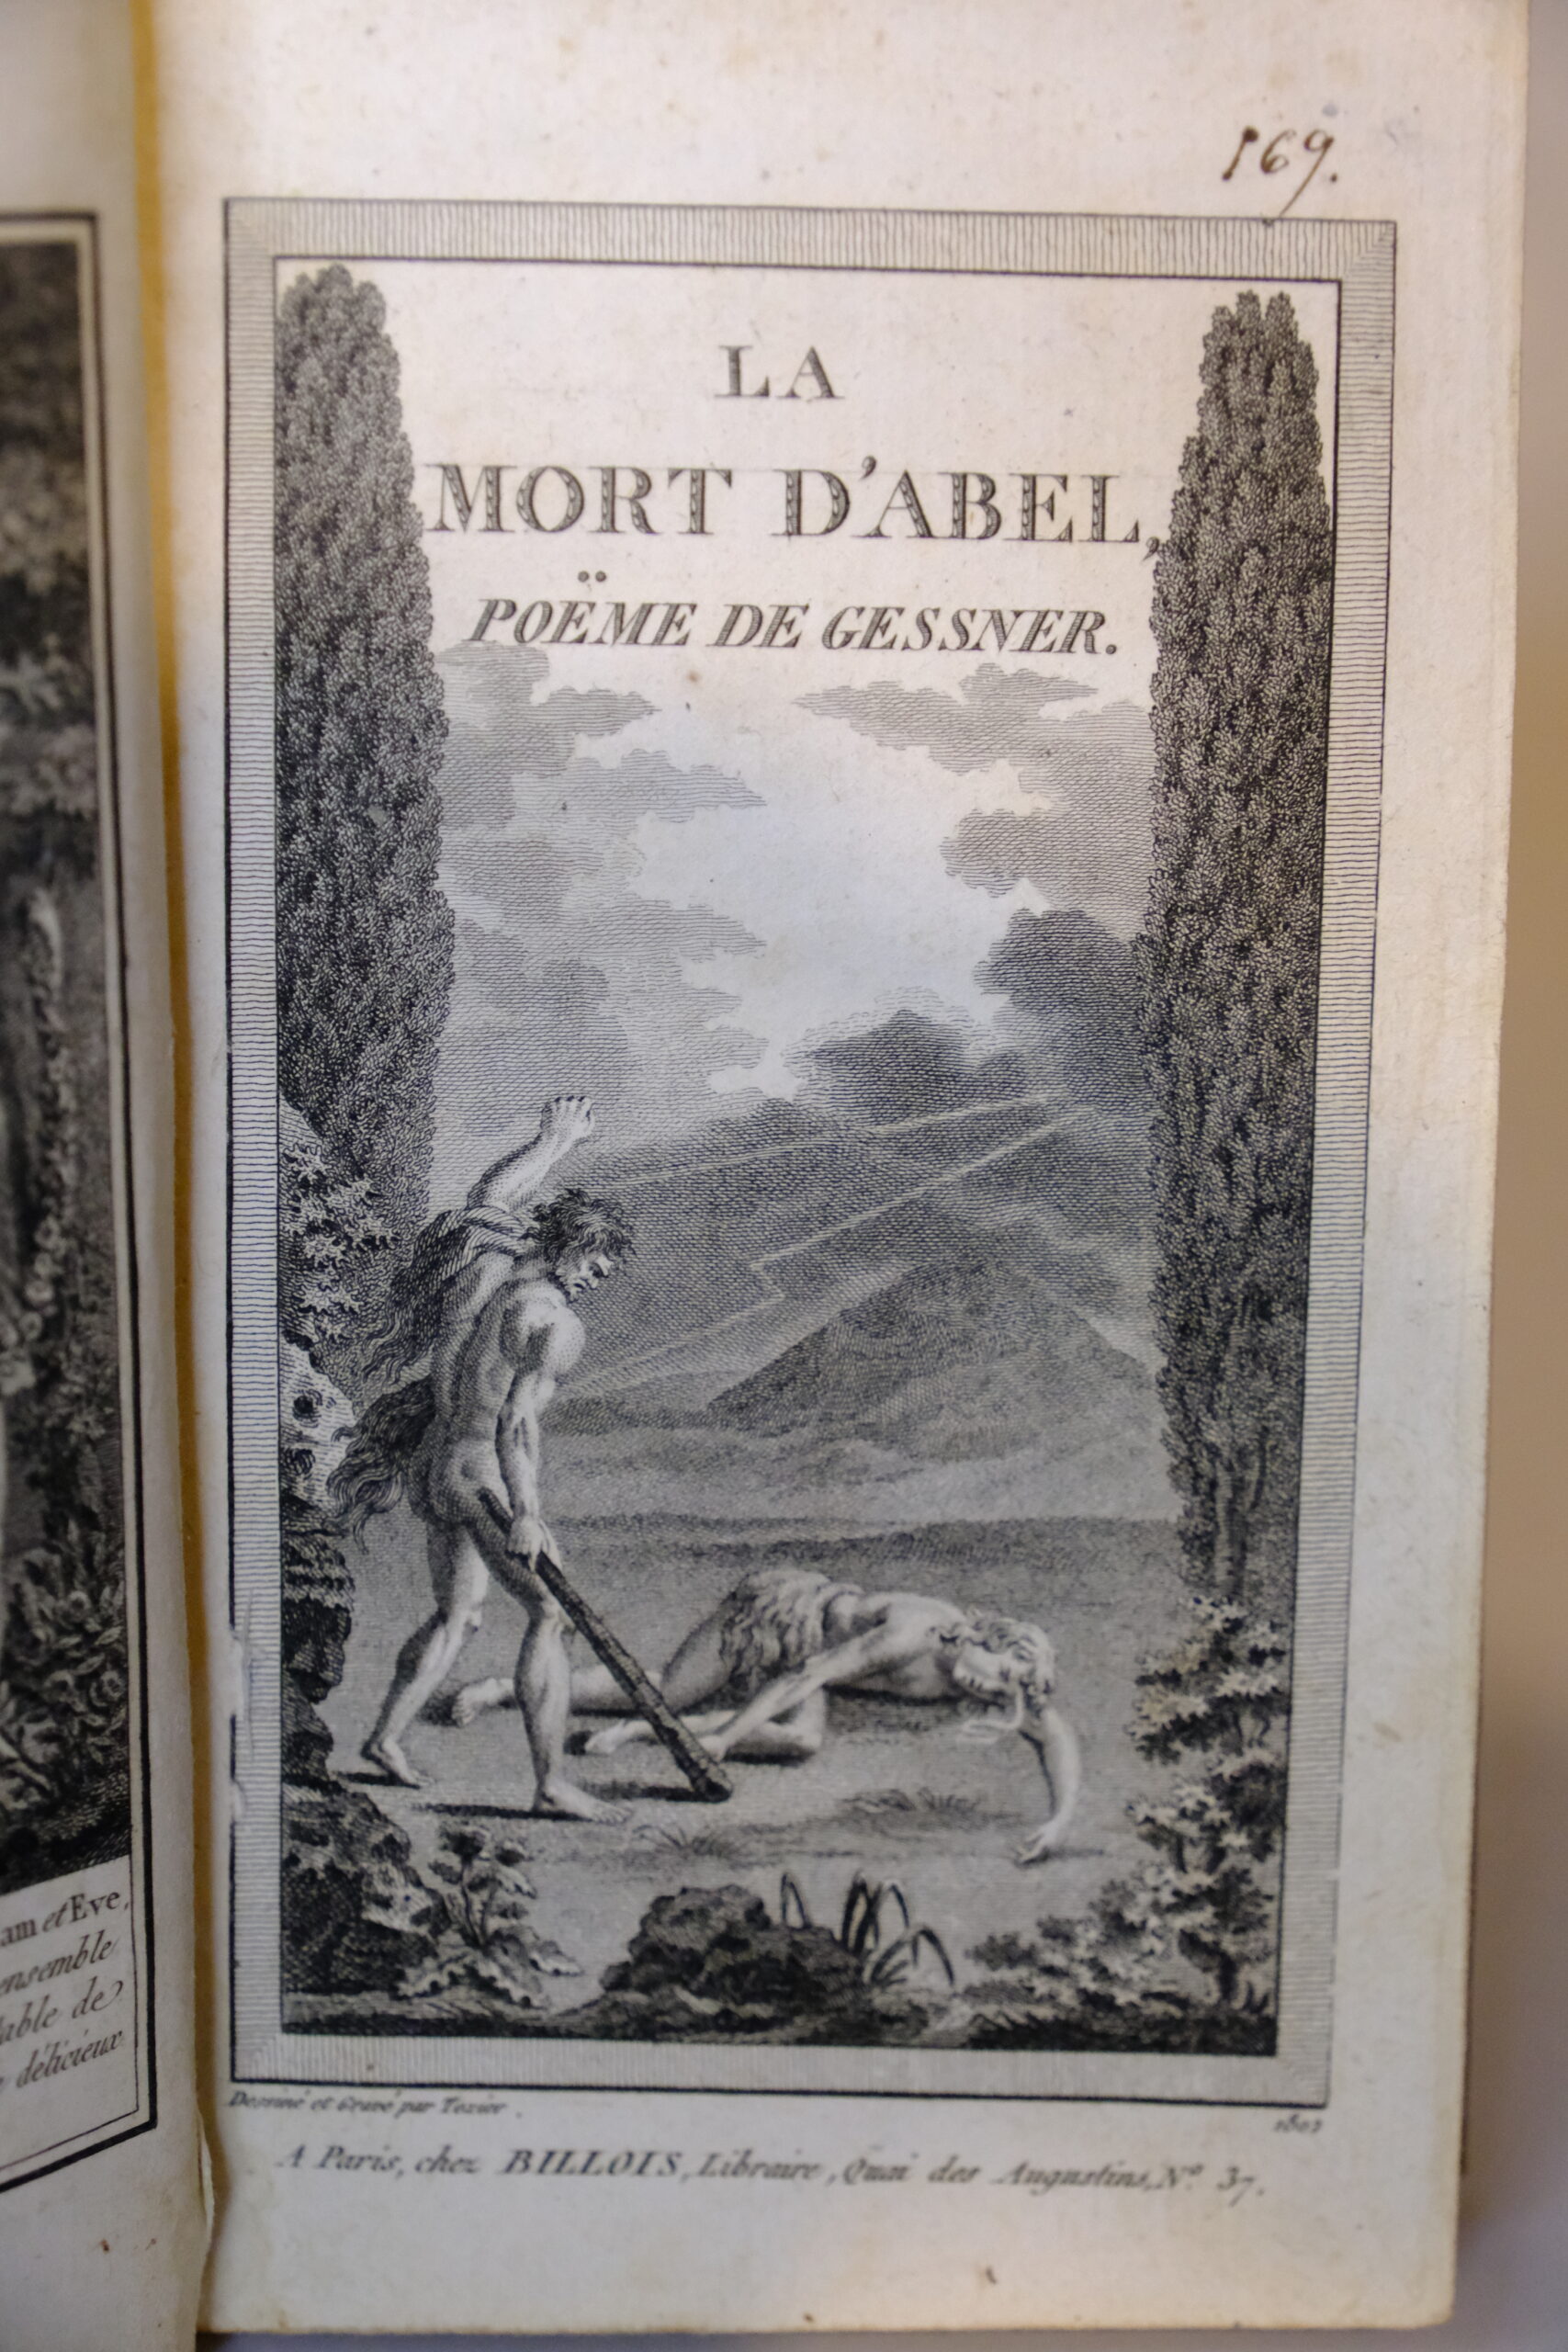 169.
LA
MORT D'ABEL,
POËME DE GESSNER.
Dessiné et Gravé par Texier.
A Paris, chez BILLOIS, Libraire, Quai des Augustins, Nº. 37.
am et Eve,
ensemble
able de
délicieux